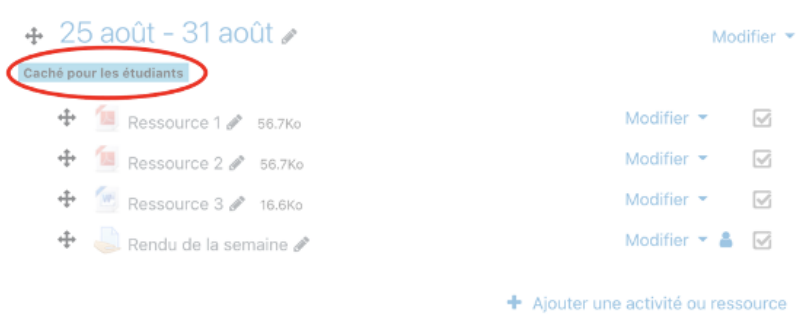 25 août - 31 août Modifier
Caché pour les étudiants
Ressource 1 56.7Ko Modifier
Ressource 2 56.7Ko Modifier
Ressource 3 16.6Ko Modifier
Rendu de la semaine Modifier
Ajouter une activité ou ressource